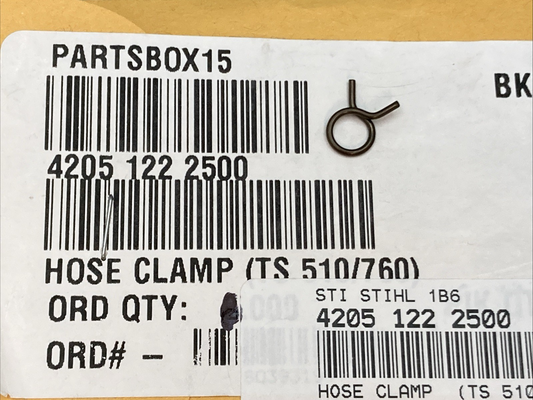 PARTSBOX15
BK
4205 122 2500
HOSE CLAMP (TS 510/760)
ORD QTY:
ORD# -
STI STIHL 1B6
4205 122 2500
HOSE CLAMP (TS 510